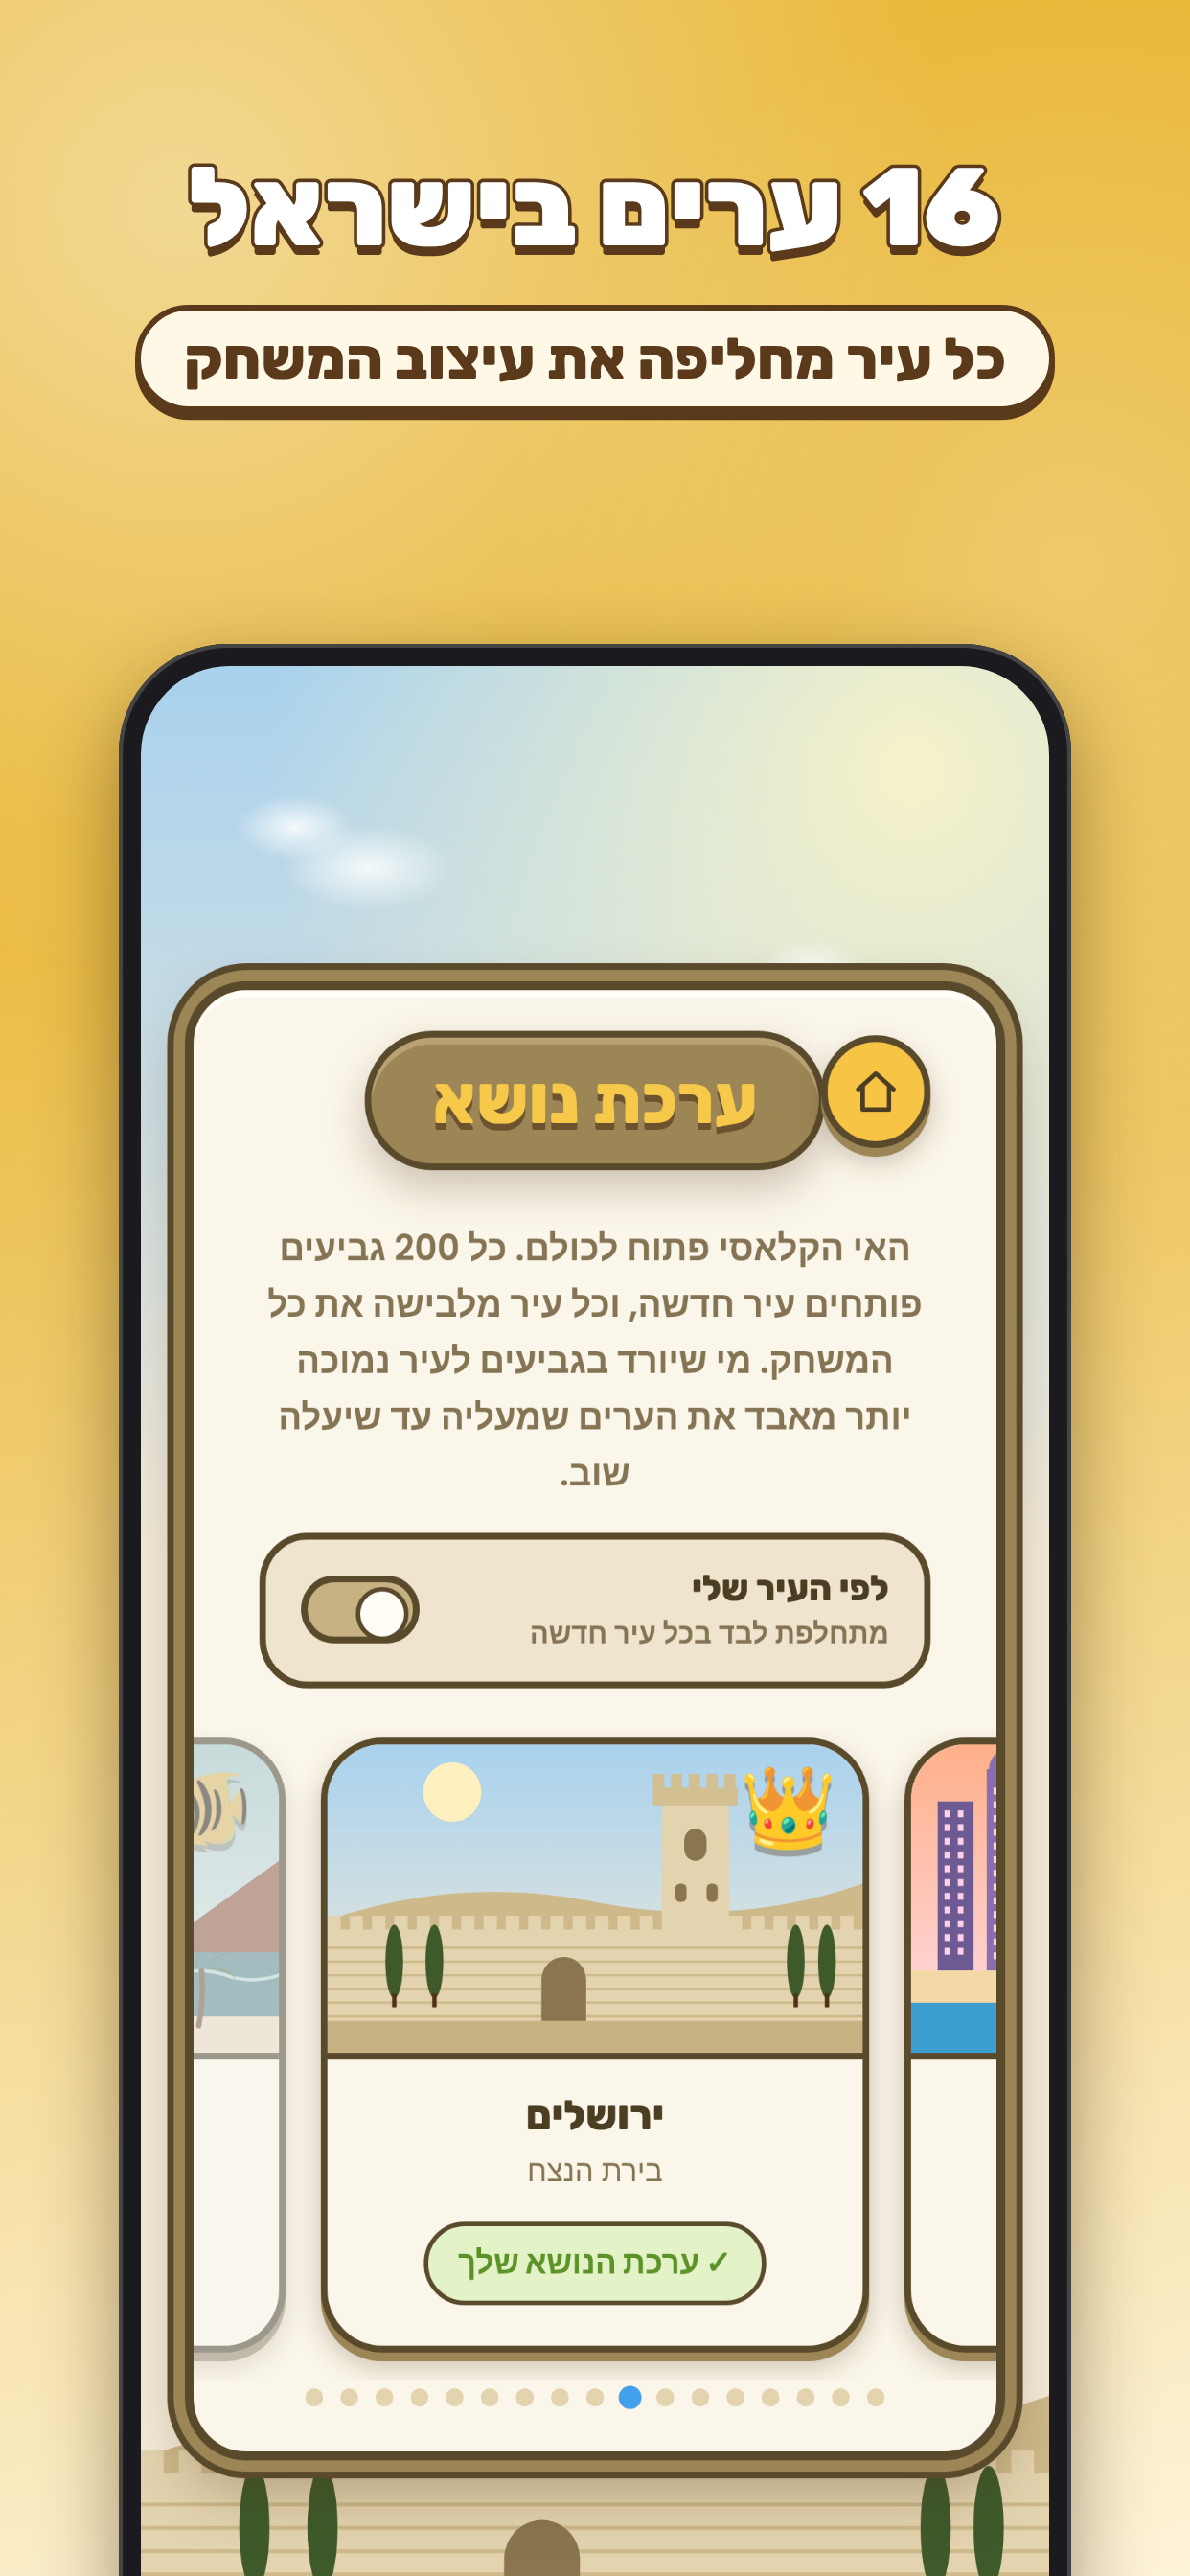 16 ערים בישראל
כל עיר מחליפה את עיצוב המשחק
ערכת נושא
האי הקלאסי פתוח לכולם. כל 200 גביעים
פותחים עיר חדשה, וכל עיר מלבישה את כל
המשחק. מי שיורד בגביעים לעיר נמוכה
יותר מאבד את הערים שמעליה עד שיעלה
שוב.
לפי העיר שלי
מתחלפת לבד בכל עיר חדשה
ירושלים
בירת הנצח
✓ ערכת הנושא שלך